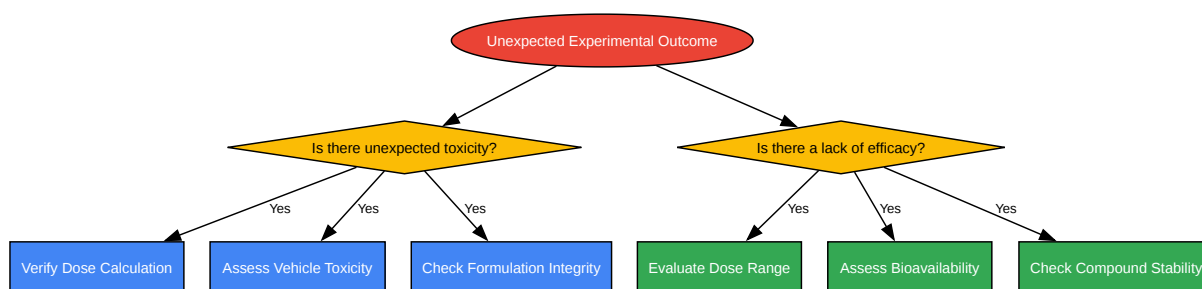 Unexpected Experimental Outcome
Is there unexpected toxicity?
Is there a lack of efficacy?
Yes
Yes
Yes
Yes
Yes
Yes
Verify Dose Calculation
Assess Vehicle Toxicity
Check Formulation Integrity
Evaluate Dose Range
Assess Bioavailability
Check Compound Stability